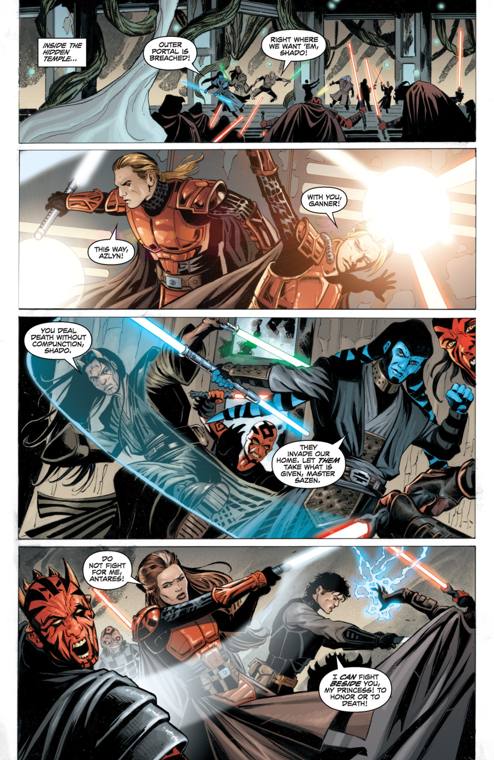 INSIDE THE
HIDDEN
TEMPLE...
OUTER
PORTAL IS
BREACHED!
RIGHT WHERE
WE WANT 'EM,
SHADO!
THIS WAY,
AZLYN!
WITH YOU,
GANNER!
YOU DEAL
DEATH WITHOUT
COMPUNCTION,
SHADO.
THEY
INVADE OUR
HOME. LET THEM
TAKE WHAT IS
GIVEN, MASTER
SAZEN.
DO
NOT FIGHT
FOR ME,
ANTARES!
I CAN FIGHT
BESIDE YOU,
MY PRINCESS! TO
HONOR OR TO
DEATH!